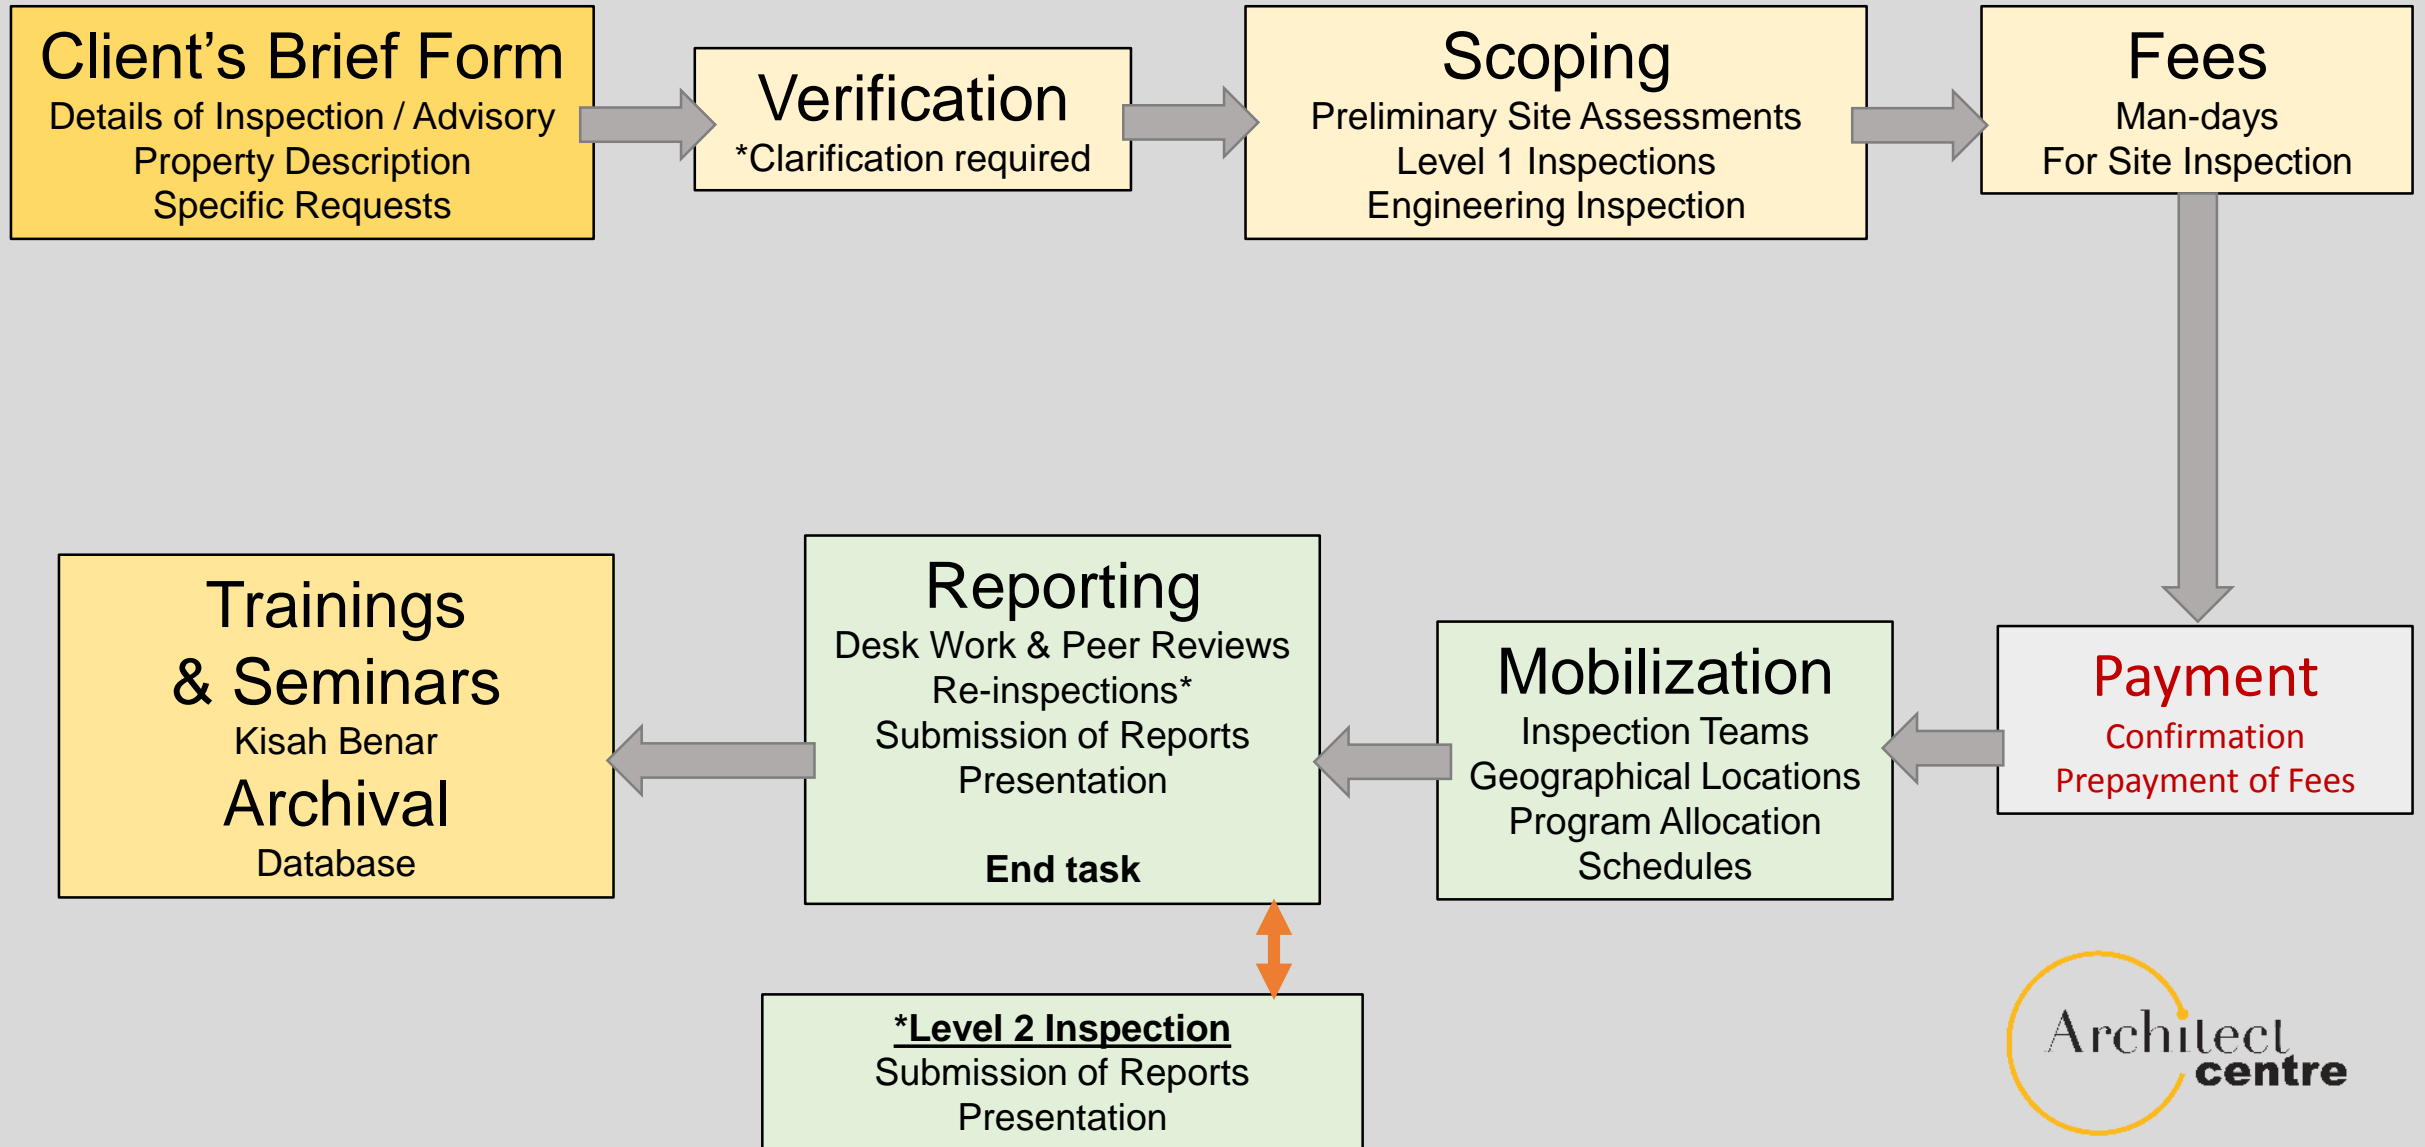 Client’s Brief Form
Details of Inspection / Advisory
Property Description
Specific Requests
Verification
*Clarification required
Scoping
Preliminary Site Assessments
Level 1 Inspections
Engineering Inspection
Fees
Man-days
For Site Inspection
Payment
Confirmation
Prepayment of Fees
Mobilization
Inspection Teams
Geographical Locations
Program Allocation
Schedules
Reporting
Desk Work & Peer Reviews
Re-inspections*
Submission of Reports
Presentation
End task
*Level 2 Inspection
Submission of Reports
Presentation
Trainings
& Seminars
Kisah Benar
Archival
Database
Architect
centre